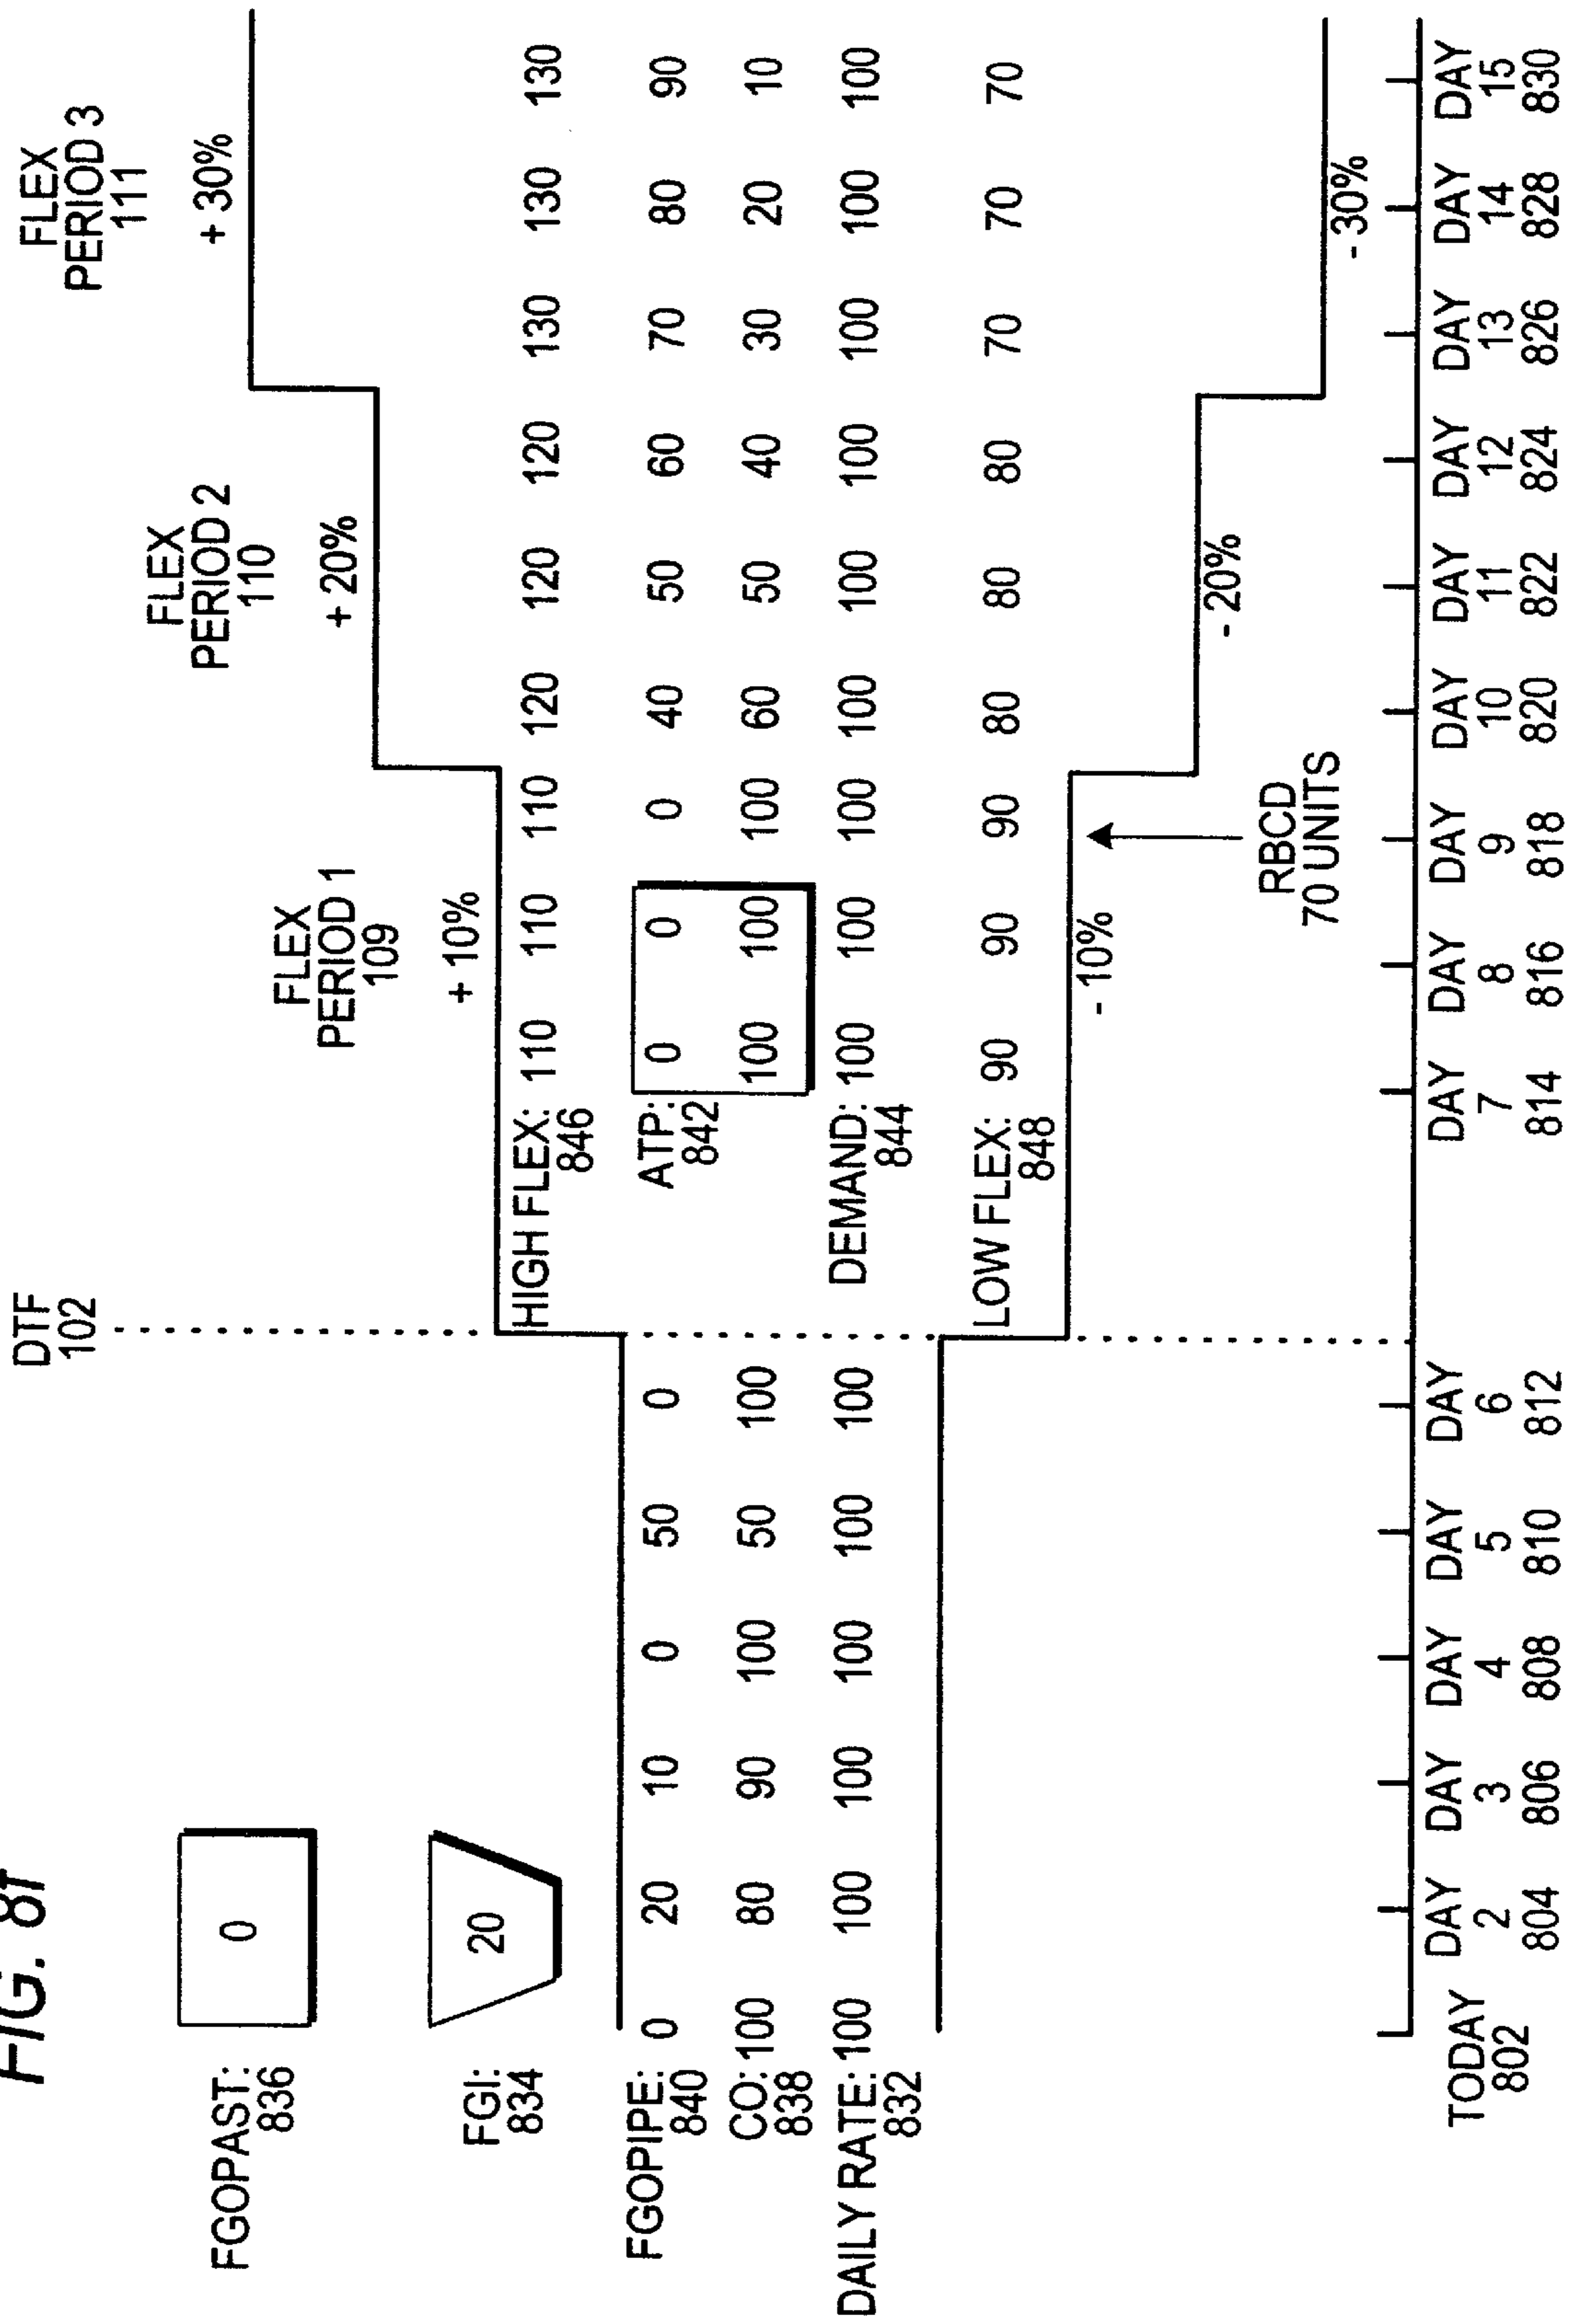 FIG. 8f
DTF
102
FLEX
PERIOD 3
111
+ 30%
FLEX
PERIOD 2
110
+ 20%
FLEX
PERIOD 1
109
+ 10%
FGOPAST:
836
0
FGI:
834
20
HIGH FLEX: 110 110 110 120 120 120 130 130 130
846
FGOPIPE: 0 20 10 0 50 0
840
ATP: 0 0 0 40 50 60 70 80 90
842
CO: 100 80 90 100 50 100 100 100 100 60 50 40 30 20 10
838
DAILY RATE: 100 100 100 100 100 100
832
DEMAND: 100 100 100 100 100 100 100 100 100
844
LOW FLEX: 90 90 90 80 80 80 70 70 70
848
- 10%
- 20%
- 30%
RBCD
70 UNITS
TODAY
802
DAY
2
804
DAY
3
806
DAY
4
808
DAY
5
810
DAY
6
812
DAY
7
814
DAY
8
816
DAY
9
818
DAY
10
820
DAY
11
822
DAY
12
824
DAY
13
826
DAY
14
828
DAY
15
830